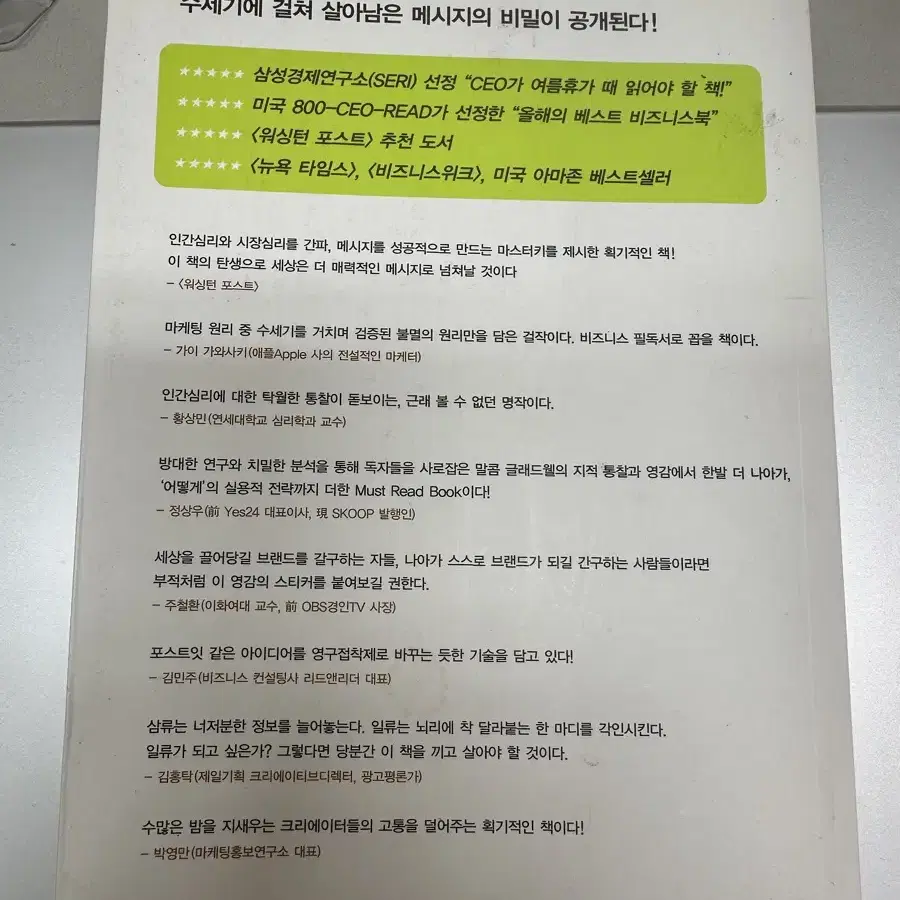 수세기에 걸쳐 살아남은 메시지의 비밀이 공개된다!
★★★★★ 삼성경제연구소(SERI) 선정 “CEO가 여름휴가 때 읽어야 할 책!”
★★★★★ 미국 800-CEO-READ가 선정한 “올해의 베스트 비즈니스북”
★★★★★ 〈워싱턴 포스트〉 추천 도서
★★★★★ 〈뉴욕 타임스〉, 〈비즈니스위크〉, 미국 아마존 베스트셀러
인간심리와 시장심리를 간파, 메시지를 성공적으로 만드는 마스터키를 제시한 획기적인 책!
이 책의 탄생으로 세상은 더 매력적인 메시지로 넘쳐날 것이다
- 〈워싱턴 포스트〉
마케팅 원리 중 수세기를 거치며 검증된 불멸의 원리만을 담은 걸작이다. 비즈니스 필독서로 꼽을 책이다.
- 가이 가와사키(애플Apple 사의 전설적인 마케터)
인간심리에 대한 탁월한 통찰이 돋보이는, 근래 볼 수 없던 명작이다.
- 황상민(연세대학교 심리학과 교수)
방대한 연구와 치밀한 분석을 통해 독자들을 사로잡은 말콤 글래드웰의 지적 통찰과 영감에서 한발 더 나아가,
‘어떻게’의 실용적 전략까지 더한 Must Read Book이다!
- 정상우(前 Yes24 대표이사, 現 SKOOP 발행인)
세상을 끌어당길 브랜드를 갈구하는 자들, 나아가 스스로 브랜드가 되길 간구하는 사람들이라면
부적처럼 이 영감의 스티커를 붙여보길 권한다.
- 주철환(이화여대 교수, 前 OBS경인TV 사장)
포스트잇 같은 아이디어를 영구접착제로 바꾸는 듯한 기술을 담고 있다!
- 김민주(비즈니스 컨설팅사 리드앤리더 대표)
삼류는 너저분한 정보를 늘어놓는다. 일류는 뇌리에 착 달라붙는 한 마디를 각인시킨다.
일류가 되고 싶은가? 그렇다면 당분간 이 책을 끼고 살아야 할 것이다.
- 김홍탁(제일기획 크리에이티브디렉터, 광고평론가)
수많은 밤을 지새우는 크리에이터들의 고통을 덜어주는 획기적인 책이다!
- 박영만(마케팅홍보연구소 대표)